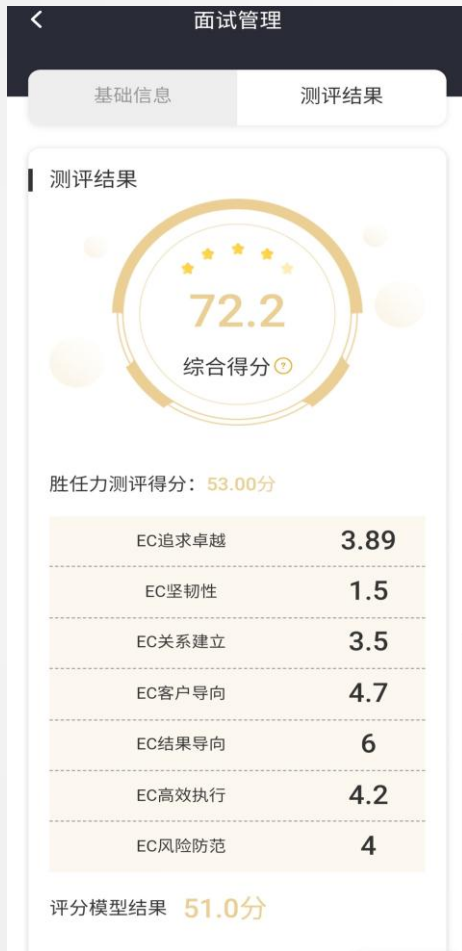 面试管理
基础信息 测评结果
测评结果
72.2
综合得分?
胜任力测评得分：53.00分
EC追求卓越 3.89
EC坚韧性 1.5
EC关系建立 3.5
EC客户导向 4.7
EC结果导向 6
EC高效执行 4.2
EC风险防范 4
评分模型结果 51.0分